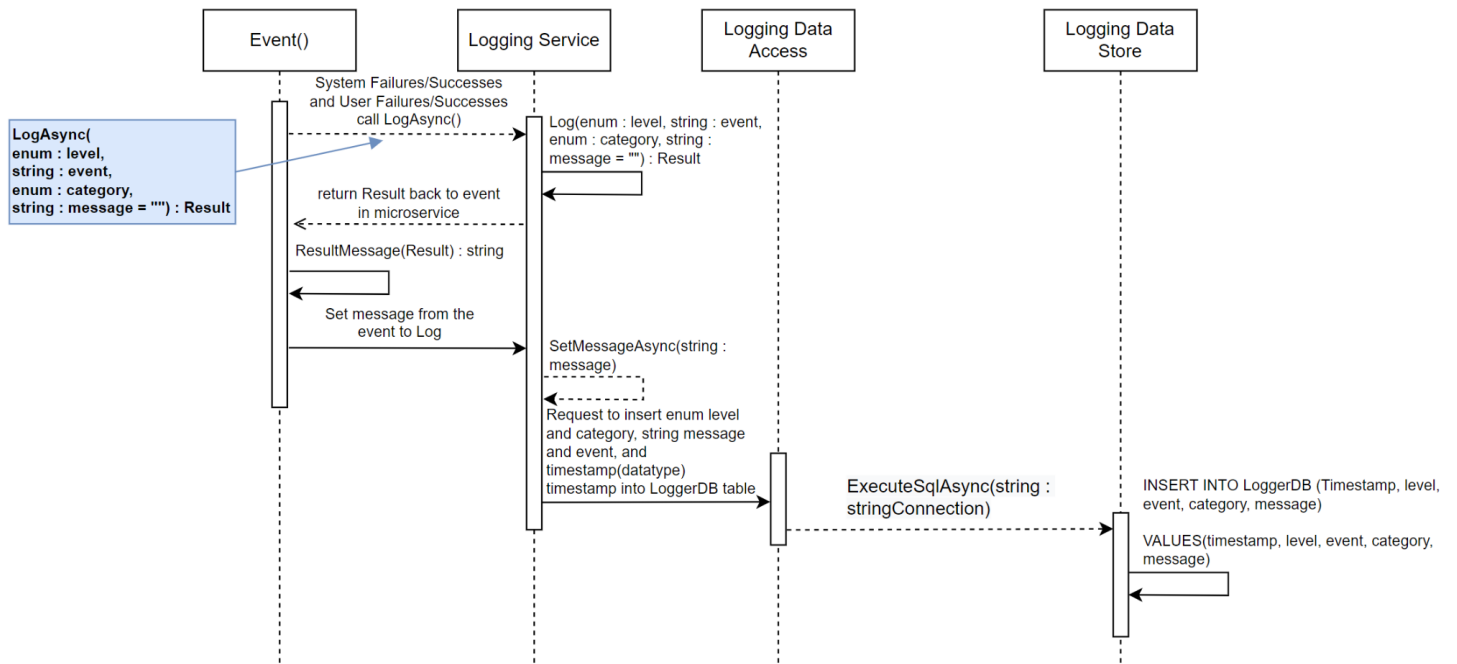 Event()
Logging Service
Logging Data
Access
Logging Data
Store
System Failures/Successes
and User Failures/Successes
call LogAsync()
LogAsync(
enum : level,
string : event,
enum : category,
string : message = "") : Result
Log(enum : level, string : event,
enum : category, string :
message = "") : Result
return Result back to event
in microservice
ResultMessage(Result) : string
Set message from the
event to Log
SetMessageAsync(string :
message)
Request to insert enum level
and category, string message
and event, and
timestamp(datatype)
timestamp into LoggerDB table
ExecuteSqlAsync(string :
stringConnection)
INSERT INTO LoggerDB (Timestamp, level,
event, category, message)
VALUES(timestamp, level, event, category,
message)